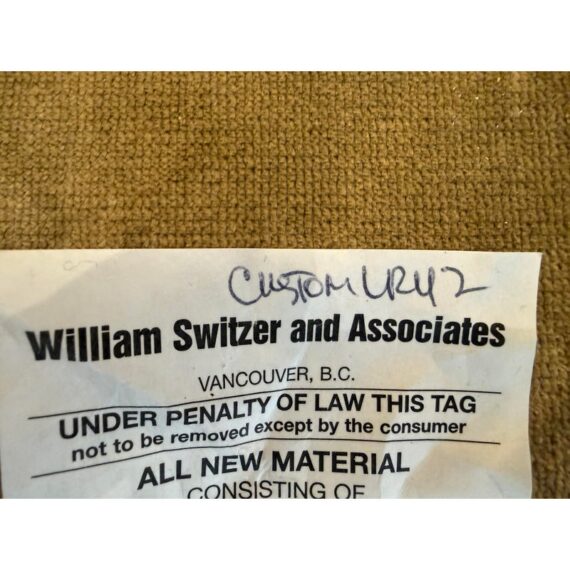 CUSTOM
William Switzer and Associates
VANCOUVER, B.C.
UNDER PENALTY OF LAW THIS TAG
not to be removed except by the consumer
ALL NEW MATERIAL
CONSISTING OF